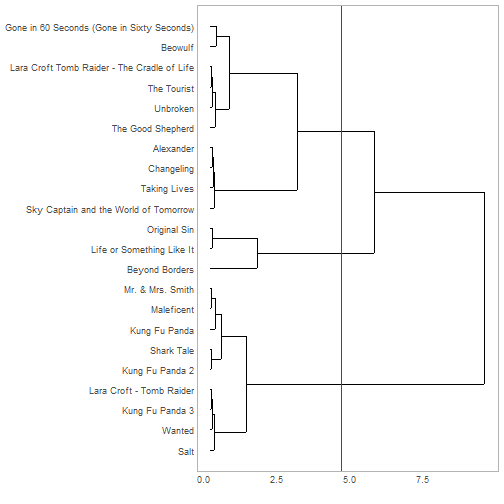 Gone in 60 Seconds (Gone in Sixty Seconds)
Beowulf
Lara Croft Tomb Raider - The Cradle of Life
The Tourist
Unbroken
The Good Shepherd
Alexander
Changeling
Taking Lives
Sky Captain and the World of Tomorrow
Original Sin
Life or Something Like It
Beyond Borders
Mr. & Mrs. Smith
Maleficent
Kung Fu Panda
Shark Tale
Kung Fu Panda 2
Lara Croft - Tomb Raider
Kung Fu Panda 3
Wanted
Salt
0.0 2.5 5.0 7.5